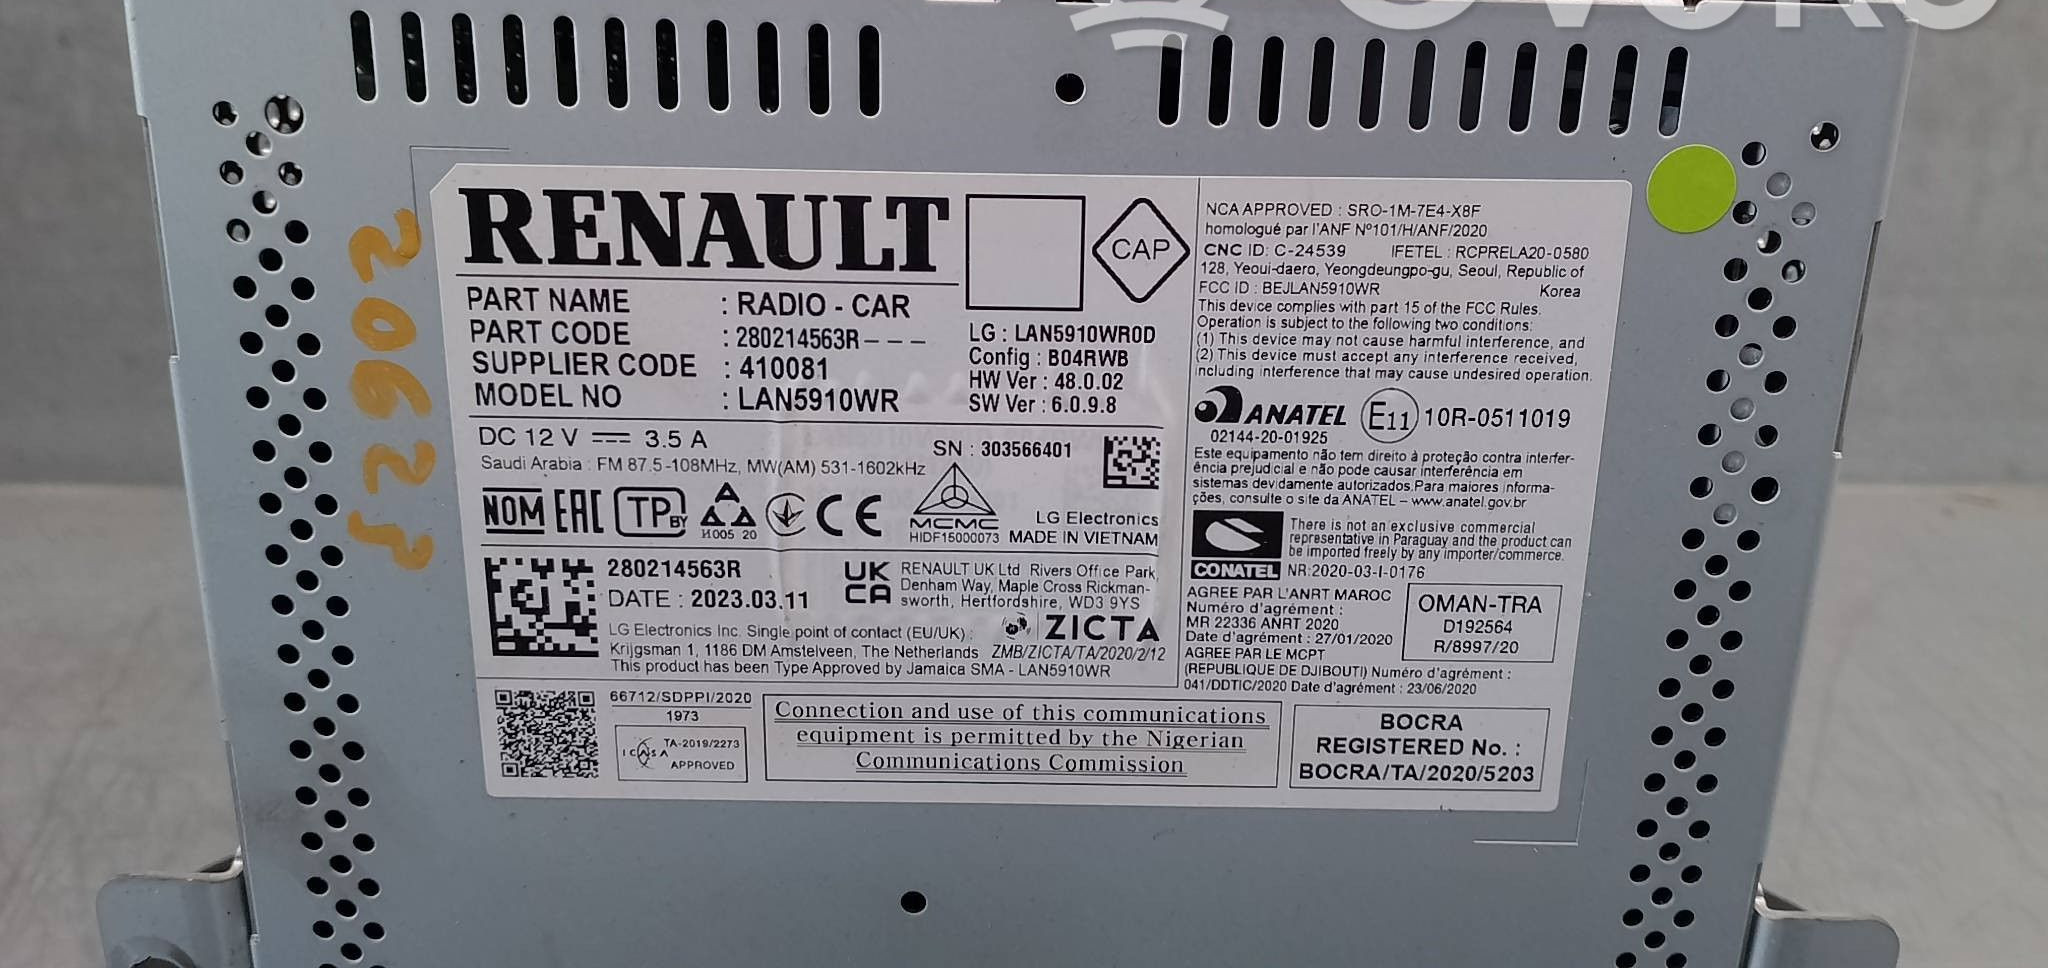 RENAULT
CAP
PART NAME : RADIO - CAR
PART CODE : 280214563R---
SUPPLIER CODE : 410081
MODEL NO : LAN5910WR
LG : LAN5910WR0D
Config : B04RWB
HW Ver : 48.0.02
SW Ver : 6.0.9.8
DC 12 V 3.5 A
Saudi Arabia : FM 87.5-108MHz, MW(AM) 531-1602kHz
SN : 303566401
NOM EAC TP BY
И005 20
CE
MCMC
HIDF15000073
LG Electronics
MADE IN VIETNAM
280214563R
DATE : 2023.03.11
UK
CA
RENAULT UK Ltd Rivers Office Park,
Denham Way, Maple Cross Rickman-
sworth, Hertfordshire, WD3 9YS
LG Electronics Inc. Single point of contact (EU/UK) :
Krijgsman 1, 1186 DM Amstelveen, The Netherlands
ZICTA
ZMB/ZICTA/TA/2020/2/12
This product has been Type Approved by Jamaica SMA - LAN5910WR
66712/SDPPI/2020
1973
ICASA TA-2019/2273
APPROVED
Connection and use of this communications
equipment is permitted by the Nigerian
Communications Commission
NCA APPROVED : SRO-1M-7E4-X8F
homologué par l'ANF Nº101/H/ANF/2020
CNC ID: C-24539 IFETEL : RCPRELA20-0580
128, Yeoui-daero, Yeongdeungpo-gu, Seoul, Republic of
FCC ID : BEJLAN5910WR Korea
This device complies with part 15 of the FCC Rules.
Operation is subject to the following two conditions:
(1) This device may not cause harmful interference, and
(2) This device must accept any interference received,
including interference that may cause undesired operation.
ANATEL
02144-20-01925
E11 10R-0511019
Este equipamento não tem direito à proteção contra interfer-
ência prejudicial e não pode causar interferência em
sistemas devidamente autorizados.Para maiores informa-
ções, consulte o site da ANATEL – www.anatel.gov.br
CONATEL
There is not an exclusive commercial
representative in Paraguay and the product can
be imported freely by any importer/commerce.
NR:2020-03-I-0176
AGREE PAR L'ANRT MAROC
Numéro d'agrément :
MR 22336 ANRT 2020
Date d'agrément : 27/01/2020
AGREE PAR LE MCPT
(REPUBLIQUE DE DJIBOUTI) Numéro d'agrément :
041/DDTIC/2020 Date d'agrément : 23/06/2020
OMAN-TRA
D192564
R/8997/20
BOCRA
REGISTERED No. :
BOCRA/TA/2020/5203